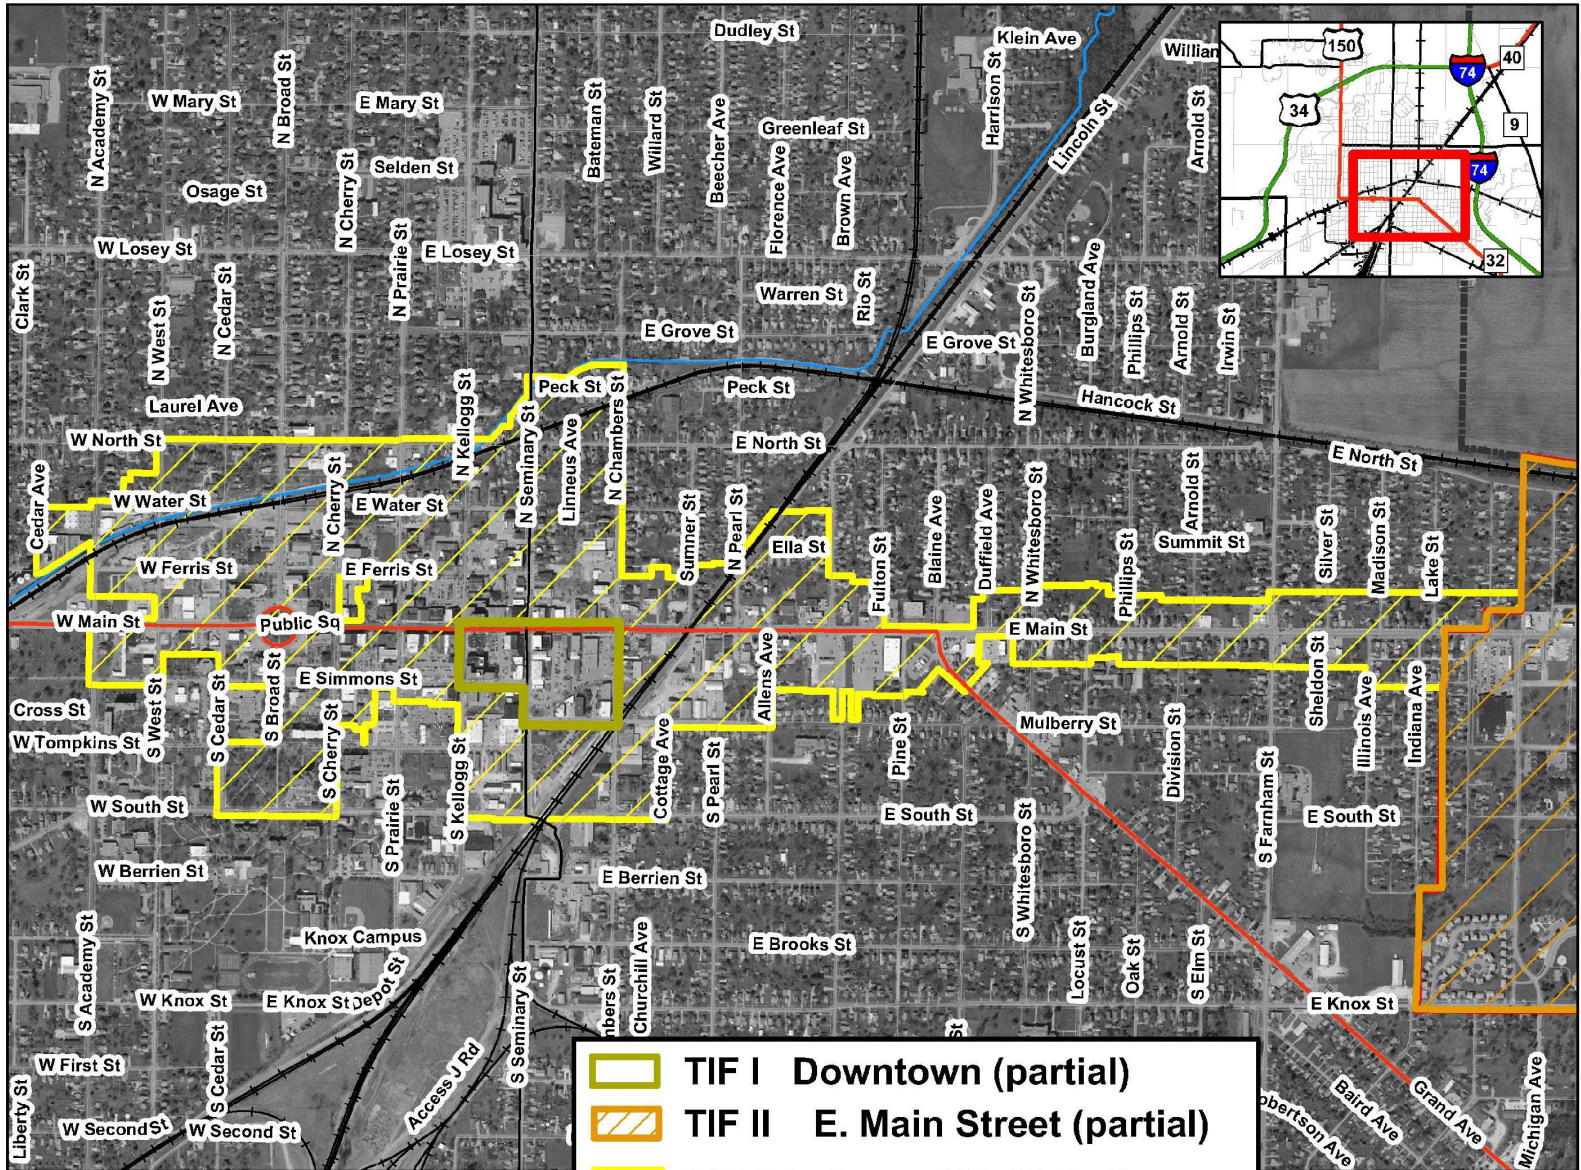 Dudley St
Klein Ave
Willian
150
40
74
34
9
74
32
N Academy St
W Mary St
N Broad St
E Mary St
Bateman St
Willard St
Beecher Ave
Greenleaf St
Harrison St
Lincoln St
Arnold St
N Cherry St
Selden St
Osage St
Florence Ave
Brown Ave
W Losey St
N Prairie St
E Losey St
Clark St
N West St
N Cedar St
Warren St
Rio St
N Whitesboro St
Burgland Ave
Phillips St
Arnold St
Irwin St
E Grove St
E Grove St
N Kellogg St
Peck St
Peck St
Hancock St
Laurel Ave
W North St
N Seminary St
Linneus Ave
N Chambers St
E North St
E North St
Cedar Ave
W Water St
N Cherry St
E Water St
Sumner St
N Pearl St
Ella St
Fulton St
Blaine Ave
Duffield Ave
N Whitesboro St
Arnold St
Summit St
Phillips St
Silver St
Madison St
Lake St
W Ferris St
E Ferris St
W Main St
Public Sq
E Main St
E Simmons St
Cross St
W Tompkins St
S West St
S Cedar St
S Broad St
S Cherry St
S Kellogg St
Allens Ave
Cottage Ave
S Pearl St
Pine St
Mulberry St
Division St
Sheldon St
Illinois Ave
Indiana Ave
S Prairie St
W South St
E South St
S Farnham St
E South St
W Berrien St
E Berrien St
S Whitesboro St
Knox Campus
S Academy St
E Brooks St
Churchill Ave
Locust St
Oak St
S Elm St
W Knox St
E Knox St
Depot St
S Seminary St
mbers St
St
E Knox St
W First St
S Cedar St
Access J Rd
Liberty St
W Second St
W Second St
TIF I Downtown (partial)
TIF II E. Main Street (partial)
obertson Ave
Baird Ave
Grand Ave
Michigan Ave